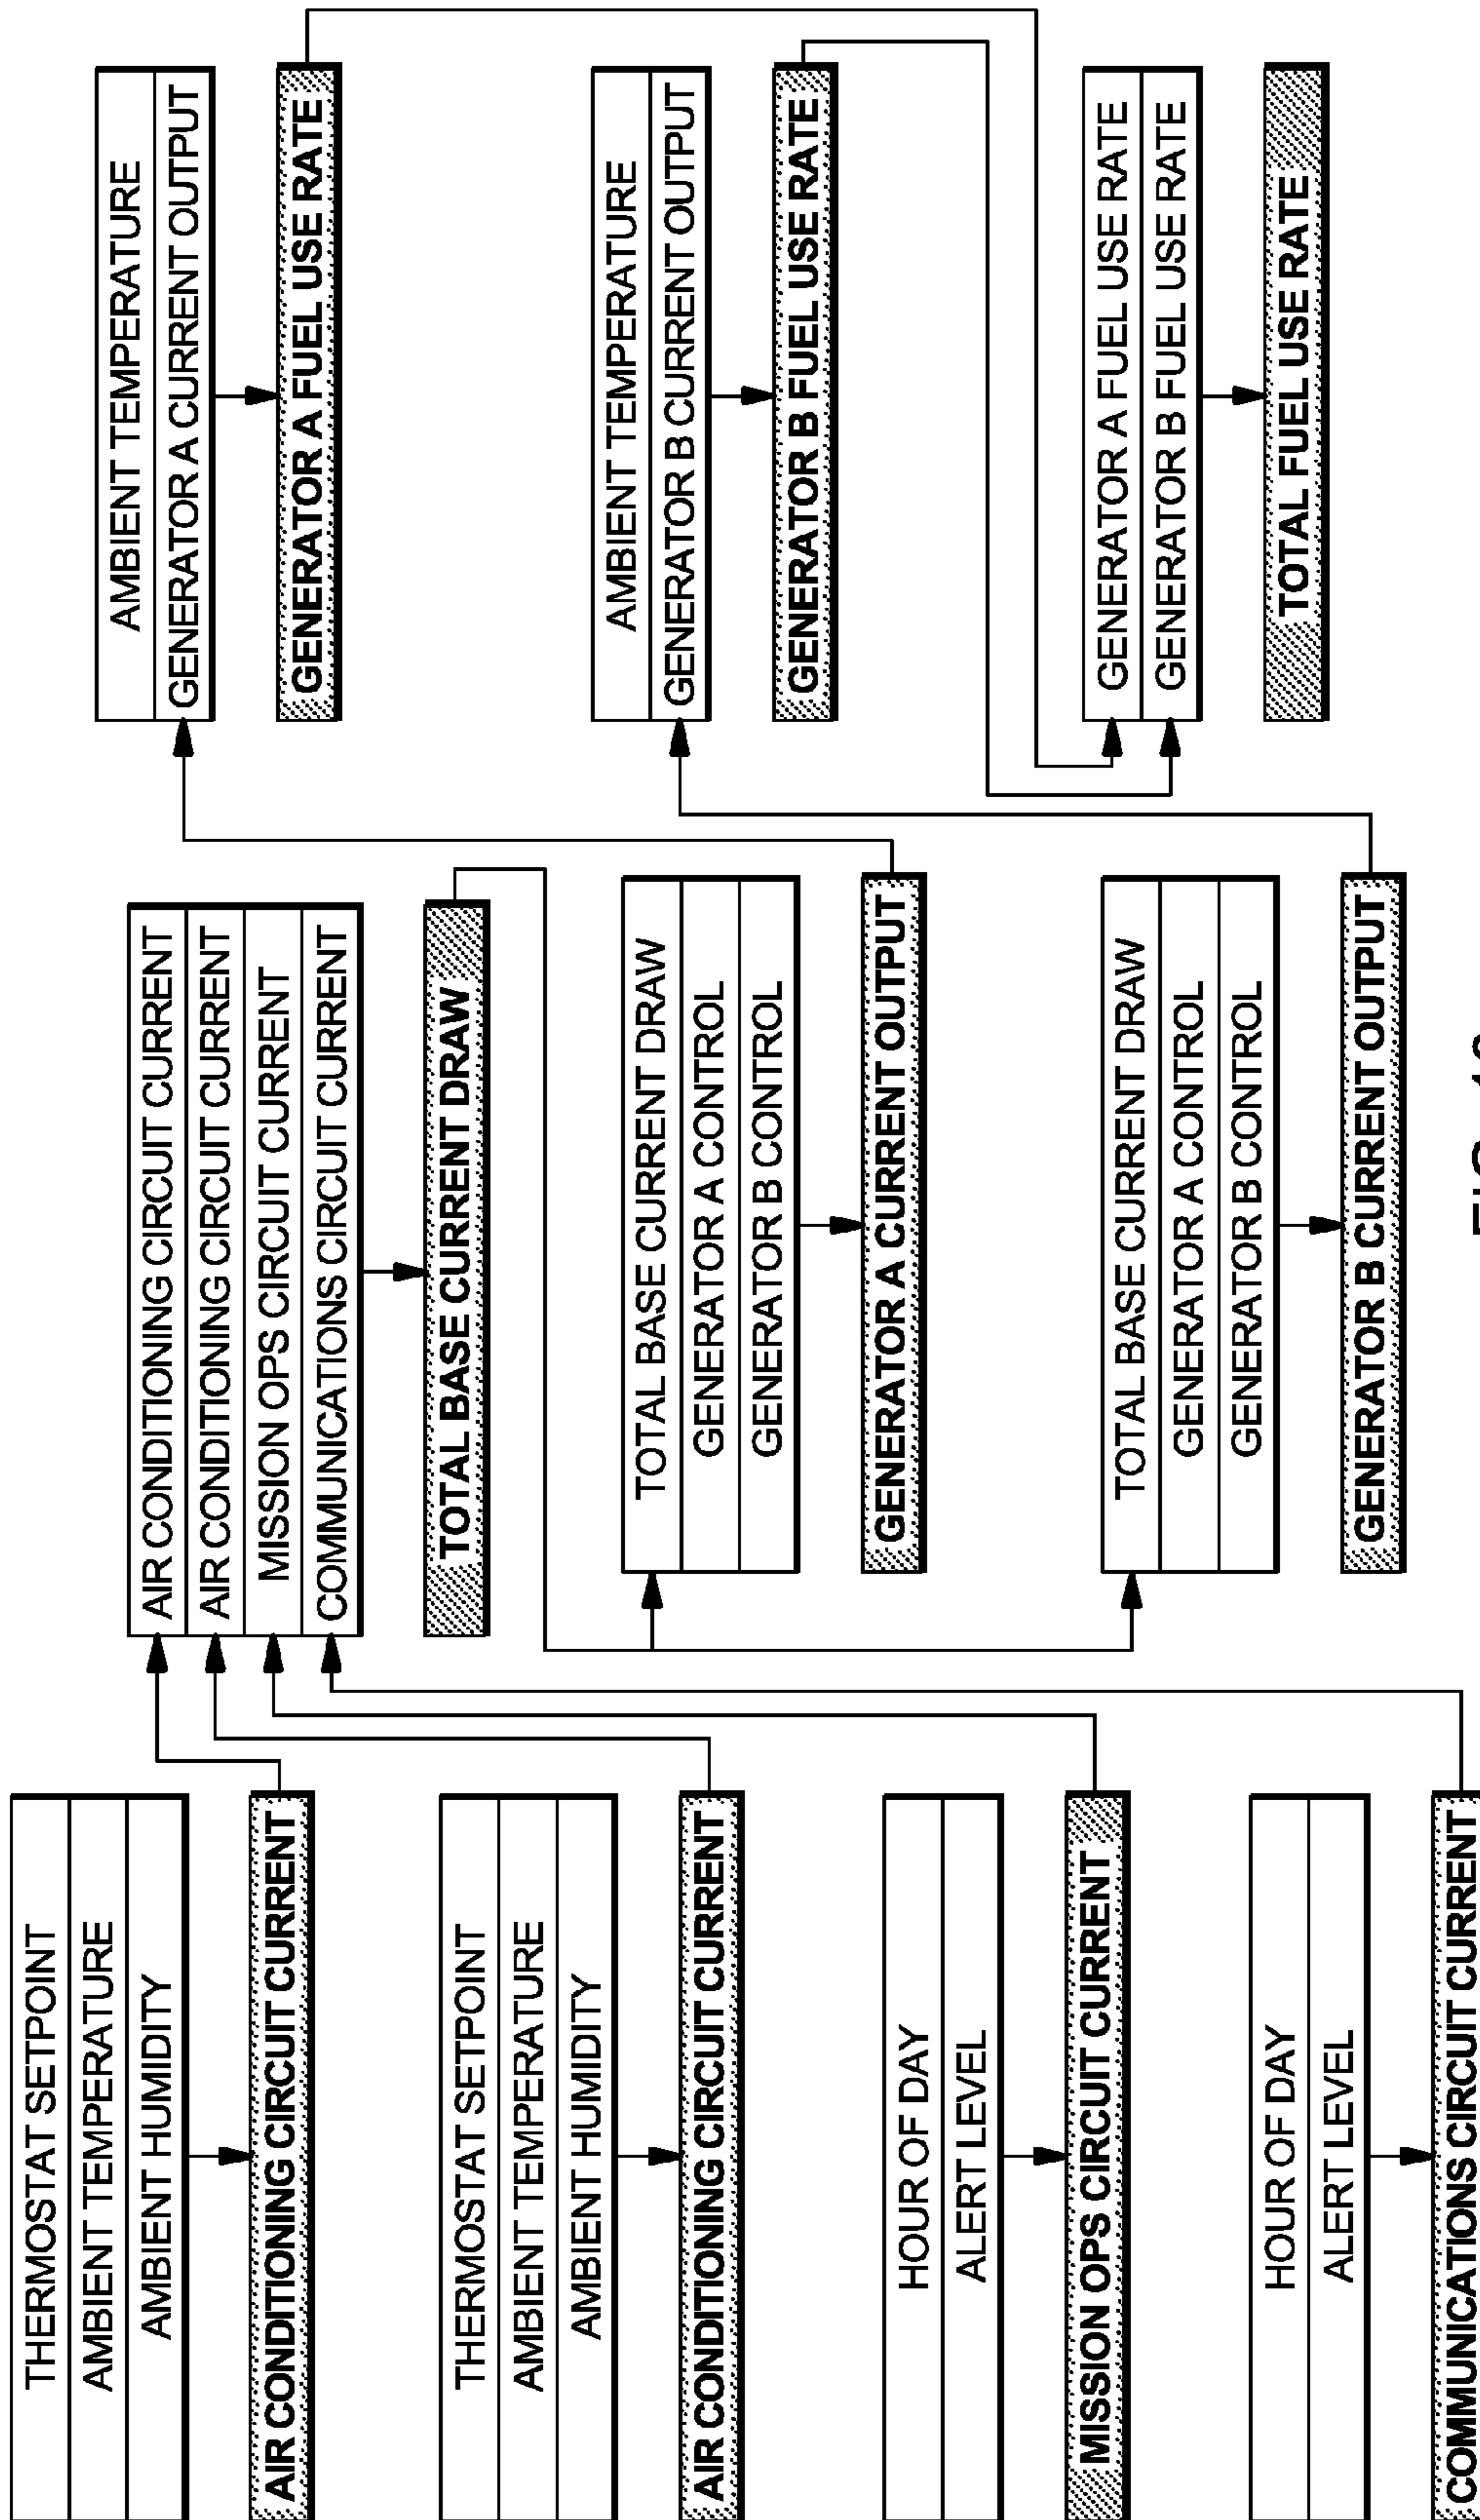 THERMOSTAT SETPOINT
AMBIENT TEMPERATURE
AMBIENT HUMIDITY
AIR CONDITIONING CIRCUIT CURRENT
THERMOSTAT SETPOINT
AMBIENT TEMPERATURE
AMBIENT HUMIDITY
AIR CONDITIONING CIRCUIT CURRENT
HOUR OF DAY
ALERT LEVEL
MISSION OPS CIRCUIT CURRENT
HOUR OF DAY
ALERT LEVEL
COMMUNICATIONS CIRCUIT CURRENT
AIR CONDITIONING CIRCUIT CURRENT
AIR CONDITIONING CIRCUIT CURRENT
MISSION OPS CIRCUIT CURRENT
COMMUNICATIONS CIRCUIT CURRENT
TOTAL BASE CURRENT DRAW
TOTAL BASE CURRENT DRAW
GENERATOR A CONTROL
GENERATOR B CONTROL
GENERATOR A CURRENT OUTPUT
TOTAL BASE CURRENT DRAW
GENERATOR A CONTROL
GENERATOR B CONTROL
GENERATOR B CURRENT OUTPUT
AMBIENT TEMPERATURE
GENERATOR A CURRENT OUTPUT
GENERATOR A FUEL USE RATE
AMBIENT TEMPERATURE
GENERATOR B CURRENT OUTPUT
GENERATOR B FUEL USE RATE
GENERATOR A FUEL USE RATE
GENERATOR B FUEL USE RATE
TOTAL FUEL USE RATE
FIG.